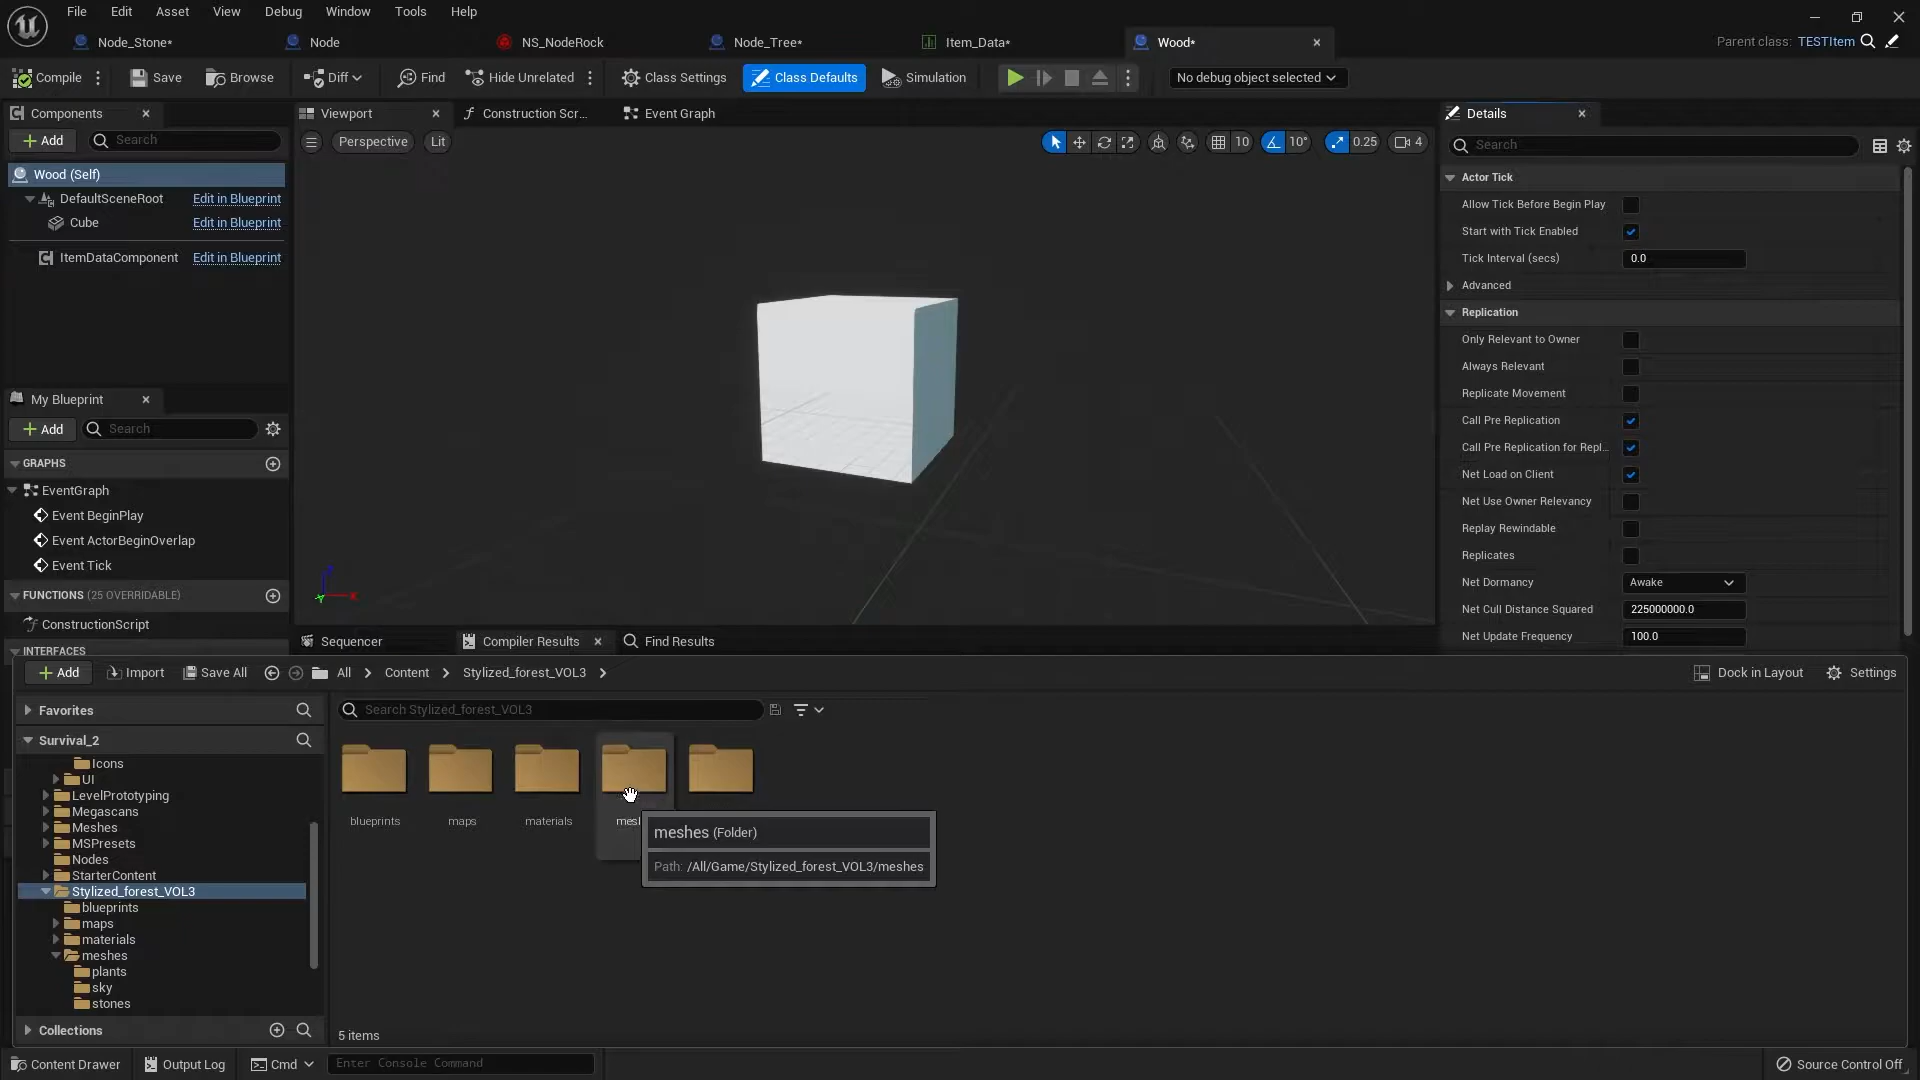 File Edit Asset View Debug Window Tools Help
Node_Stone* Node NS_NodeRock Node_Tree* Item_Data* Wood* Parent class: TESTItem
Compile Save Browse Diff Find Hide Unrelated Class Settings Class Defaults Simulation No debug object selected
Components Viewport Construction Scr... Event Graph Details
Add Search Perspective Lit 10 10° 0.25 4 Search
Wood (Self)
DefaultSceneRoot Edit in Blueprint
Cube Edit in Blueprint
ItemDataComponent Edit in Blueprint
My Blueprint
Add Search
GRAPHS
EventGraph
Event BeginPlay
Event ActorBeginOverlap
Event Tick
FUNCTIONS (25 OVERRIDABLE)
ConstructionScript
INTERFACES
Actor Tick
Allow Tick Before Begin Play
Start with Tick Enabled
Tick Interval (secs) 0.0
Advanced
Replication
Only Relevant to Owner
Always Relevant
Replicate Movement
Call Pre Replication
Call Pre Replication for Repl...
Net Load on Client
Net Use Owner Relevancy
Replay Rewindable
Replicates
Net Dormancy Awake
Net Cull Distance Squared 225000000.0
Net Update Frequency 100.0
Sequencer Compiler Results Find Results
Add Import Save All All Content Stylized_forest_VOL3 Dock in Layout Settings
Favorites
Survival_2
Icons
UI
LevelPrototyping
Megascans
Meshes
MSPresets
Nodes
StarterContent
Stylized_forest_VOL3
blueprints
maps
materials
meshes
plants
sky
stones
Collections
Search Stylized_forest_VOL3
blueprints maps materials mesh
meshes (Folder)
Path: /All/Game/Stylized_forest_VOL3/meshes
5 items
Content Drawer Output Log Cmd Enter Console Command Source Control Off